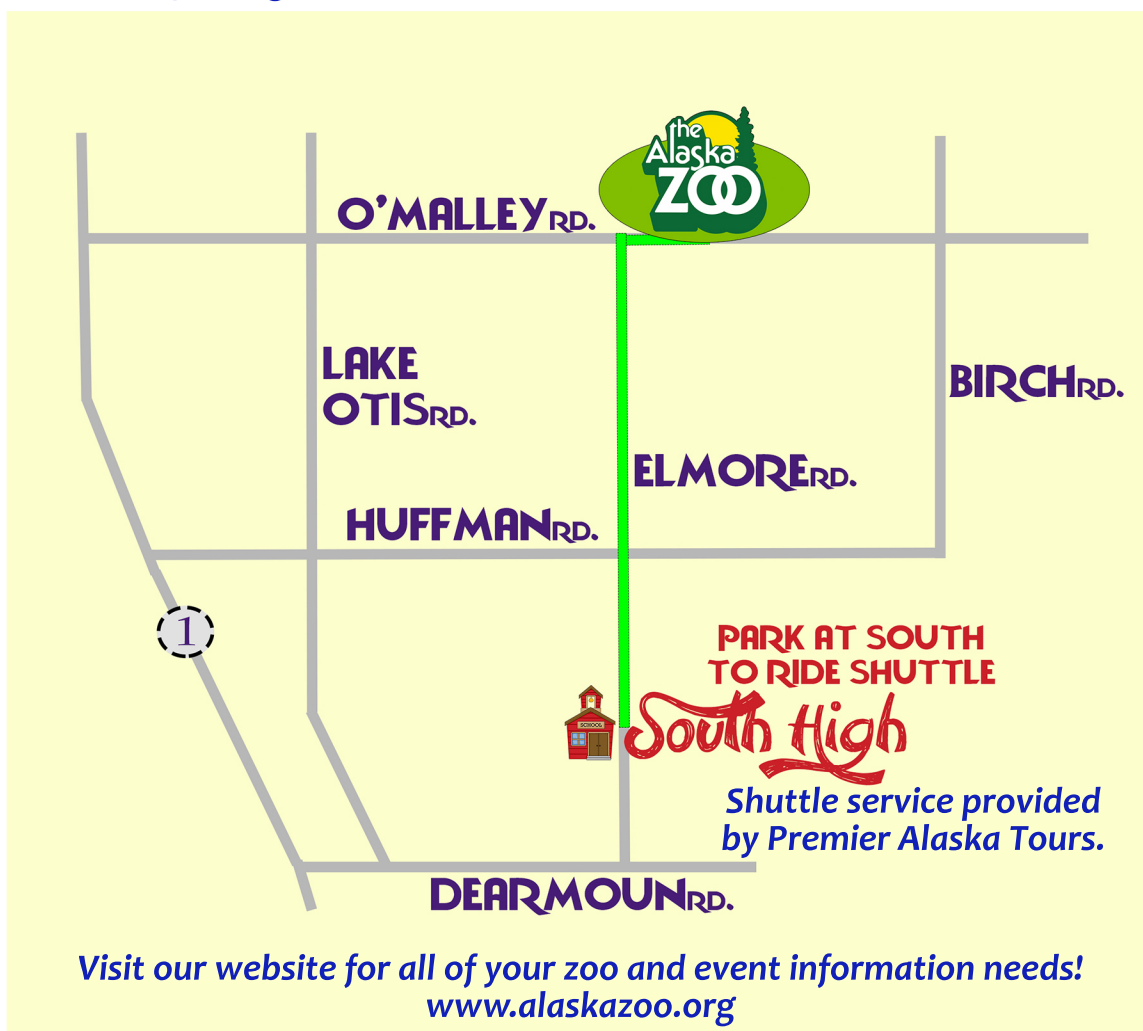 the
Alaska
ZOO
O'MALLEY RD.
LAKE
OTIS RD.
BIRCH RD.
ELMORE RD.
HUFFMAN RD.
1
PARK AT SOUTH
TO RIDE SHUTTLE
SCHOOL
South High
Shuttle service provided
by Premier Alaska Tours.
DEARMOUN RD.
Visit our website for all of your zoo and event information needs!
www.alaskazoo.org